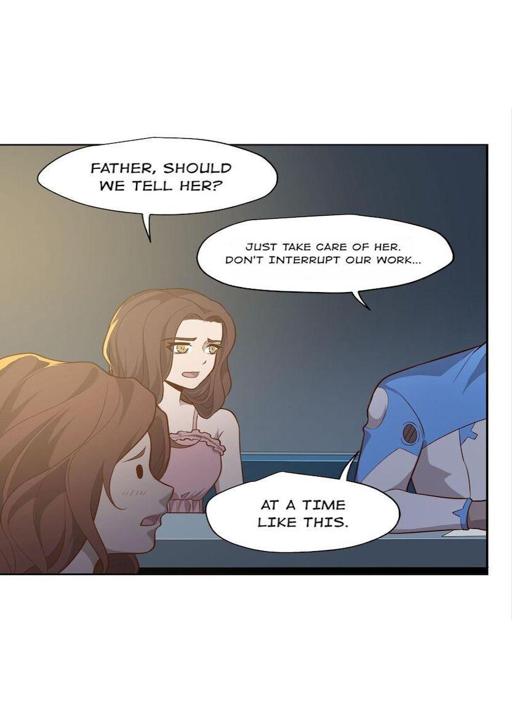 FATHER, SHOULD
WE TELL HER?
JUST TAKE CARE OF HER.
DON'T INTERRUPT OUR WORK...
AT A TIME
LIKE THIS.